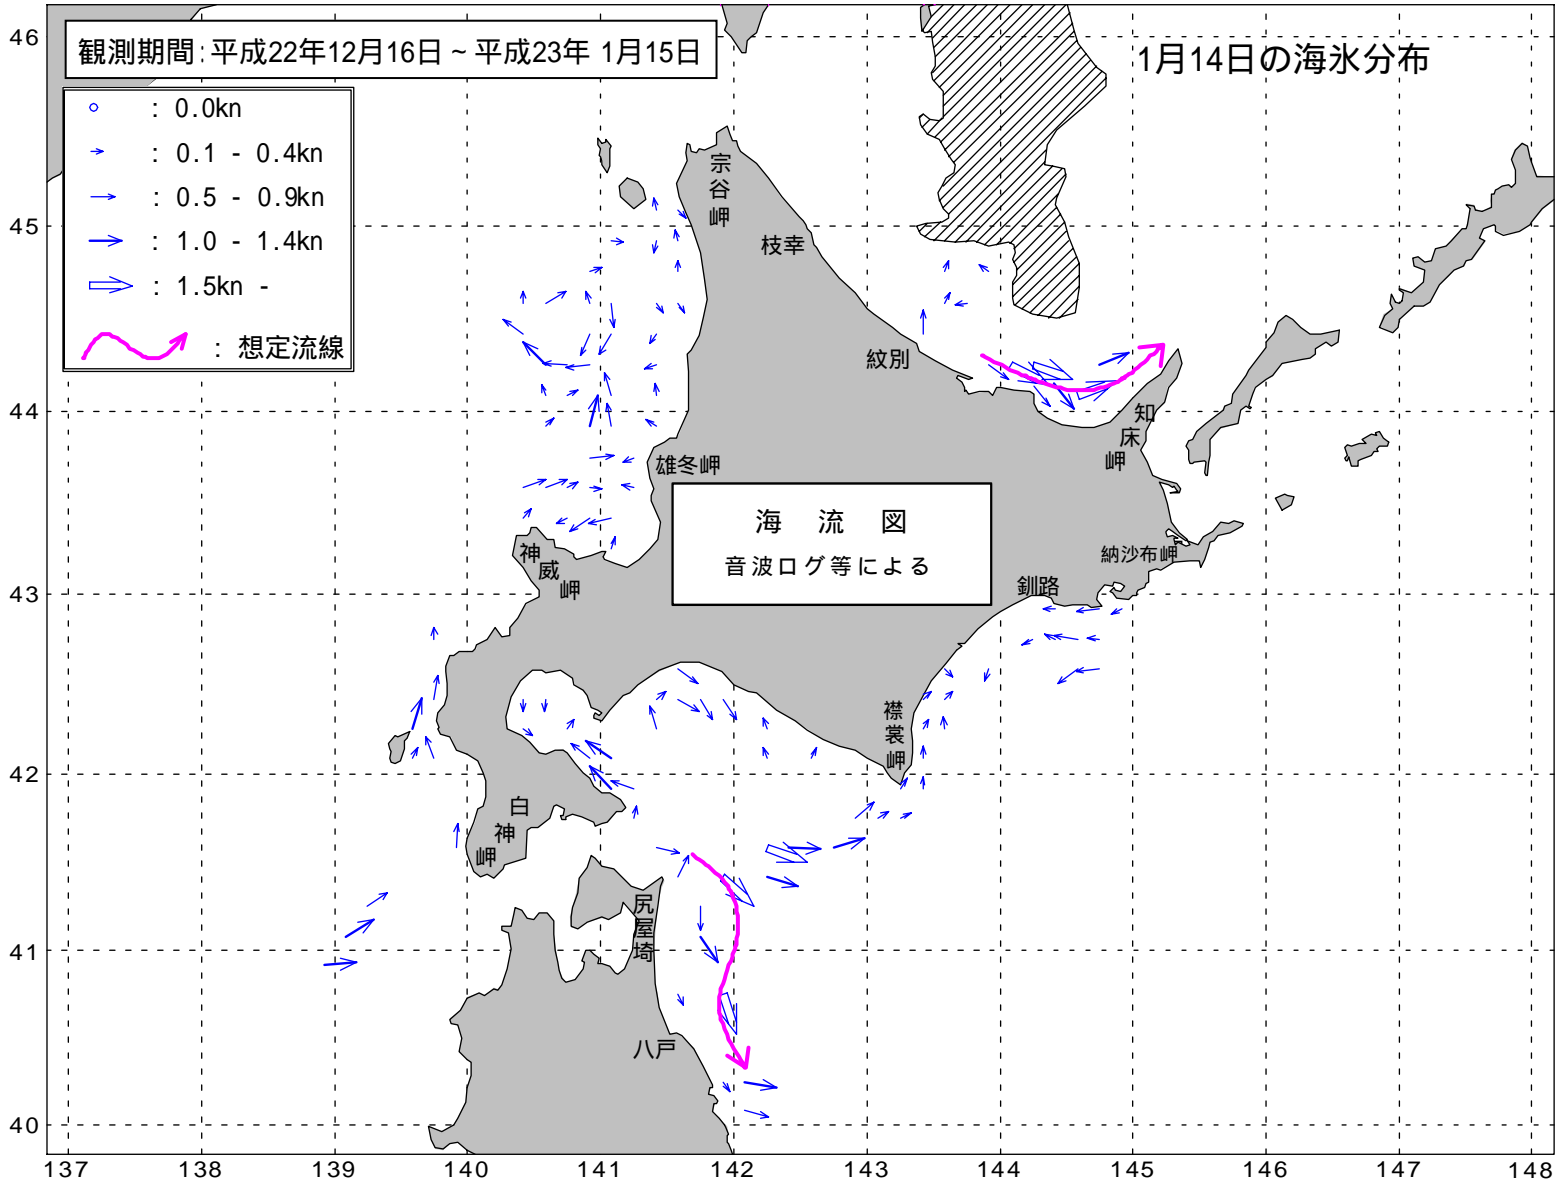 観測期間:平成22年12月16日~平成23年 1月15日
1月14日の海氷分布
: 0.0kn
: 0.1 - 0.4kn
: 0.5 - 0.9kn
: 1.0 - 1.4kn
: 1.5kn -
: 想定流線
宗谷岬
枝幸
紋別
知床岬
雄冬岬
海 流 図
音波ログ等による
神威岬
納沙布岬
釧路
襟裳岬
白神岬
尻屋埼
八戸
46
45
44
43
42
41
40
137 138 139 140 141 142 143 144 145 146 147 148